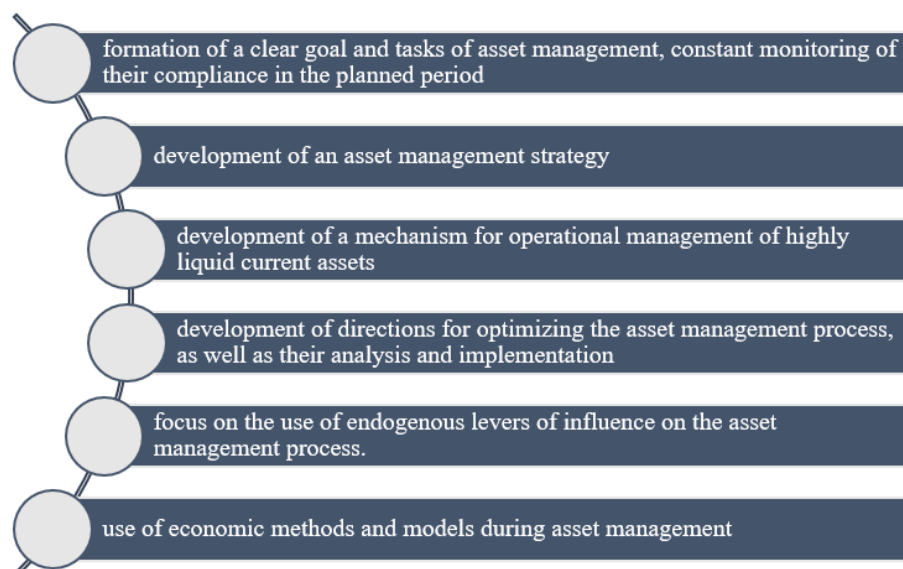 formation of a clear goal and tasks of asset management, constant monitoring of
their compliance in the planned period
development of an asset management strategy
development of a mechanism for operational management of highly
liquid current assets
development of directions for optimizing the asset management process,
as well as their analysis and implementation
focus on the use of endogenous levers of influence on the asset
management process.
use of economic methods and models during asset management